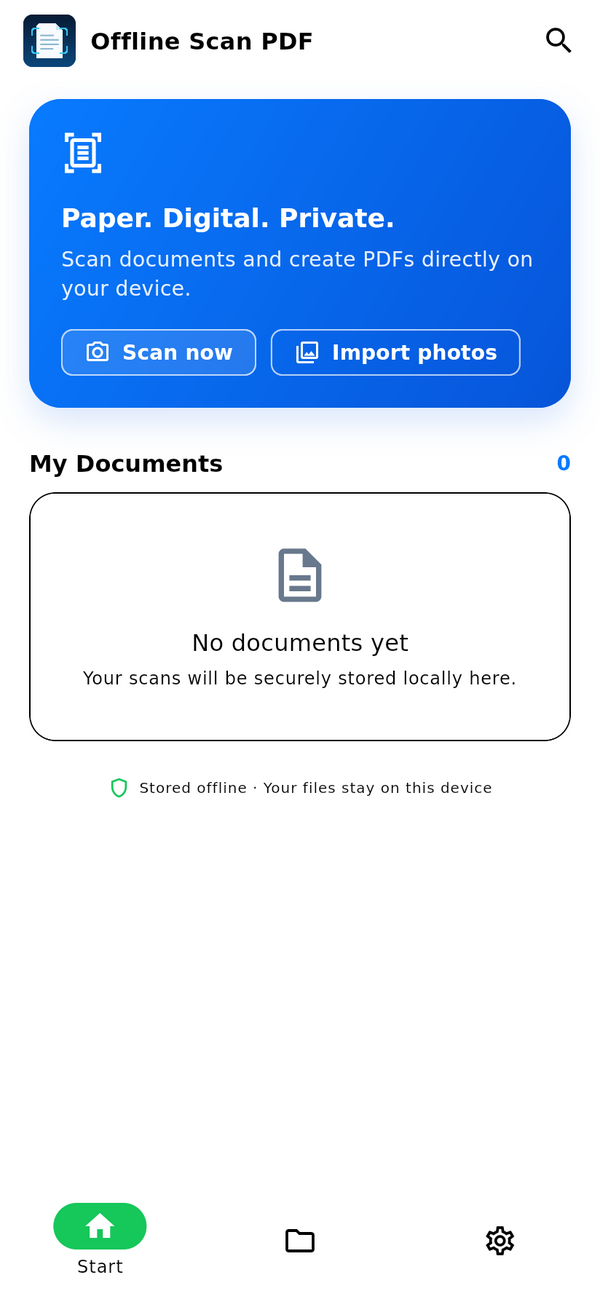 Offline Scan PDF
Paper. Digital. Private.
Scan documents and create PDFs directly on
your device.
Scan now
Import photos
My Documents
0
No documents yet
Your scans will be securely stored locally here.
Stored offline · Your files stay on this device
Start